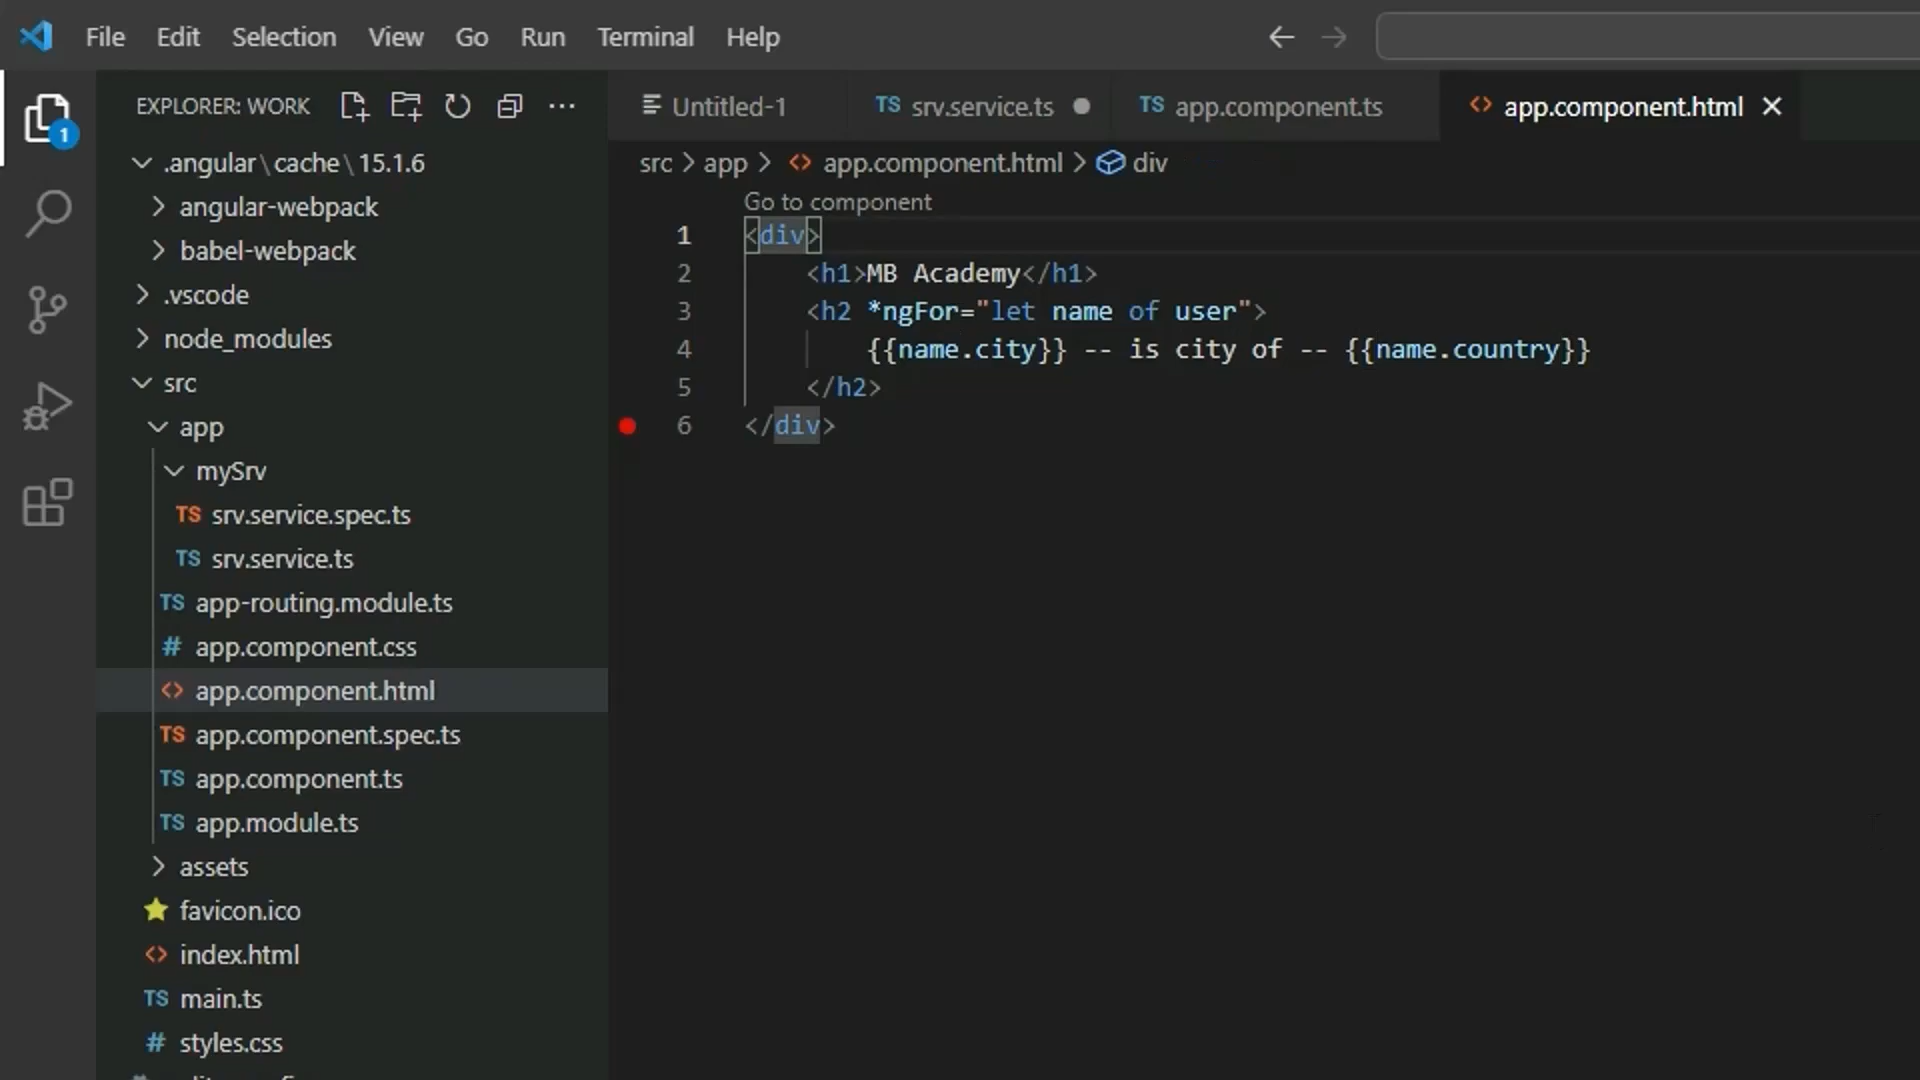 File Edit Selection View Go Run Terminal Help
EXPLORER: WORK
1
.angular\cache\15.1.6
angular-webpack
babel-webpack
.vscode
node_modules
src
app
mySrv
TS srv.service.spec.ts
TS srv.service.ts
TS app-routing.module.ts
# app.component.css
<> app.component.html
TS app.component.spec.ts
TS app.component.ts
TS app.module.ts
assets
favicon.ico
<> index.html
TS main.ts
# styles.css
Untitled-1 TS srv.service.ts TS app.component.ts <> app.component.html
src > app > <> app.component.html > div
Go to component
1 <div>
2 <h1>MB Academy</h1>
3 <h2 *ngFor="let name of user">
4 {{name.city}} -- is city of -- {{name.country}}
5 </h2>
6 </div>